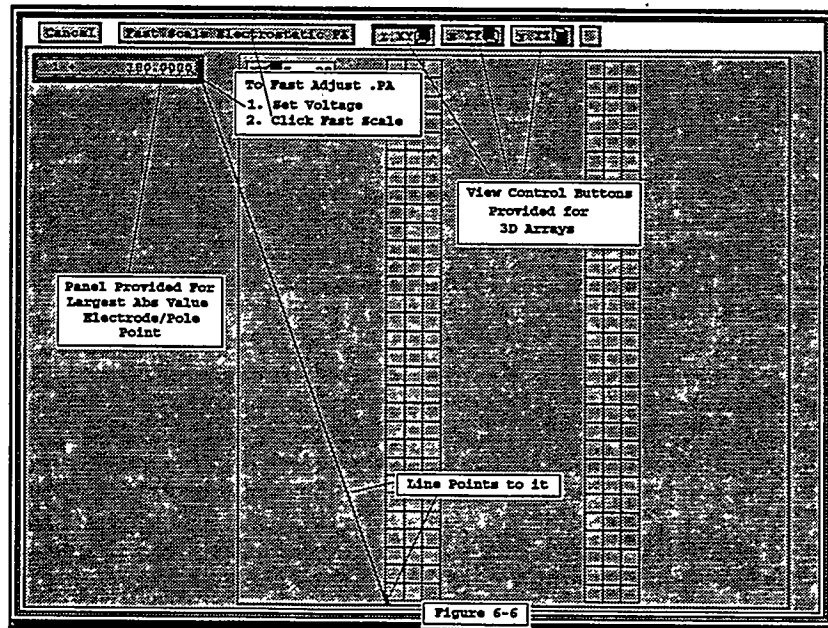 Cancel
Fast Scale Electrostatic PA
100.0000
To Fast Adjust .PA
1. Set Voltage
2. Click Fast Scale
View Control Buttons
Provided for
3D Arrays
Panel Provided For
Largest Abs Value
Electrode/Pole
Point
Line Points to it
Figure 6-6